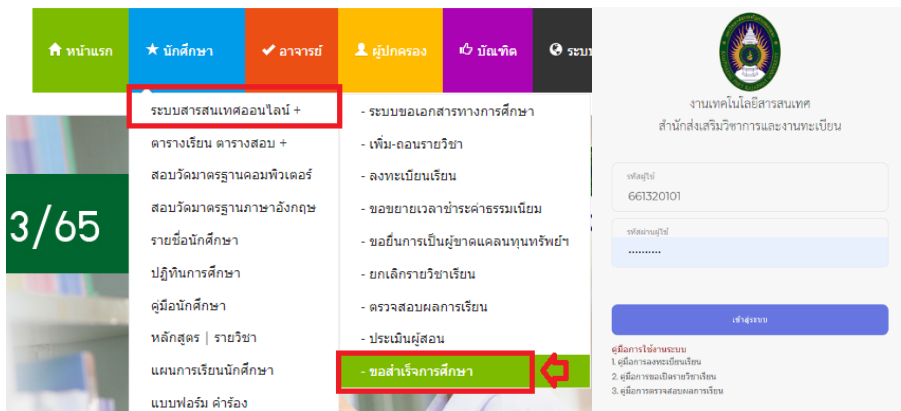 หน้าแรก
นักศึกษา
อาจารย์
ผู้ปกครอง
บัณฑิต
3/65
ระบบสารสนเทศออนไลน์ +
ตารางเรียน ตารางสอบ +
สอบวัดมาตรฐานคอมพิวเตอร์
สอบวัดมาตรฐานภาษาอังกฤษ
รายชื่อนักศึกษา
ปฏิทินการศึกษา
คู่มือนักศึกษา
หลักสูตร | รายวิชา
แผนการเรียนนักศึกษา
แบบฟอร์ม คำร้อง
- ระบบขอเอกสารทางการศึกษา
- เพิ่ม-ถอนรายวิชา
- ลงทะเบียนเรียน
- ขอขยายเวลาชำระค่าธรรมเนียม
- ขอยื่นการเป็นผู้ขาดแคลนทุนทรัพย์ฯ
- ยกเลิกรายวิชาเรียน
- ตรวจสอบผลการเรียน
- ประเมินผู้สอน
- ขอสำเร็จการศึกษา
งานเทคโนโลยีสารสนเทศ
สำนักส่งเสริมวิชาการและงานทะเบียน
รหัสผู้ใช้
661320101
รหัสผ่านผู้ใช้
..........
เข้าสู่ระบบ
คู่มือการใช้งานระบบ
1. คู่มือการลงทะเบียนเรียน
2. คู่มือการขอเปิดรายวิชาเรียน
3. คู่มือการตรวจสอบผลการเรียน